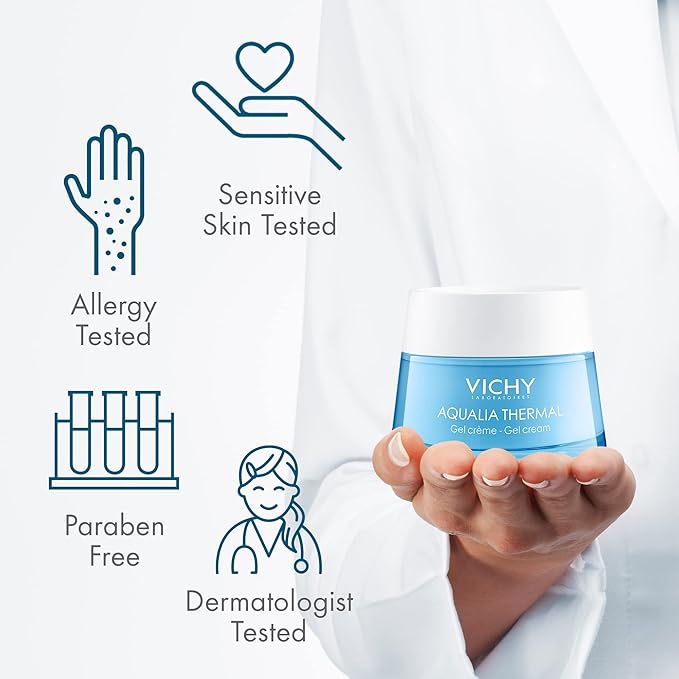 Sensitive
Skin Tested
Allergy
Tested
Paraben
Free
Dermatologist
Tested
VICHY
LABORATOIRES
AQUALIA THERMAL
Gel crème - Gel cream